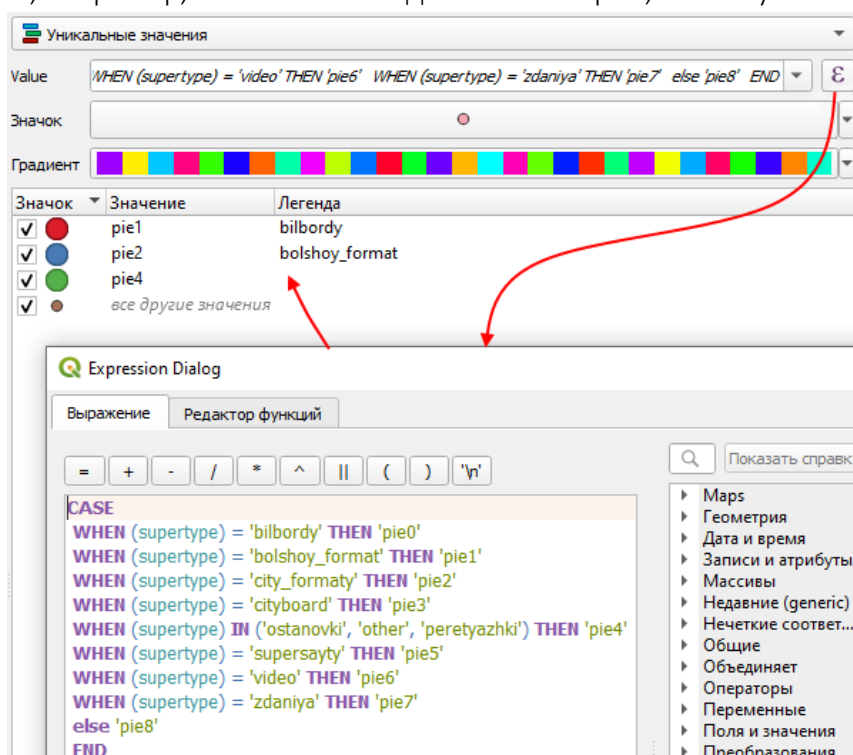 Уникальные значения
Value WHEN (supertype) = 'video' THEN 'pie6' WHEN (supertype) = 'zdaniya' THEN 'pie7' else 'pie8' END ε
Значок
Градиент
Значок Значение Легенда
pie1 bilbordy
pie2 bolshoy_format
pie4
все другие значения
Expression Dialog
Выражение Редактор функций
= + - / * ^ || ( ) '\n'
Показать справк
CASE
WHEN (supertype) = 'bilbordy' THEN 'pie0'
WHEN (supertype) = 'bolshoy_format' THEN 'pie1'
WHEN (supertype) = 'city_formaty' THEN 'pie2'
WHEN (supertype) = 'cityboard' THEN 'pie3'
WHEN (supertype) IN ('ostanovki', 'other', 'peretyazhki') THEN 'pie4'
WHEN (supertype) = 'supersayty' THEN 'pie5'
WHEN (supertype) = 'video' THEN 'pie6'
WHEN (supertype) = 'zdaniya' THEN 'pie7'
else 'pie8'
END
Maps
Геометрия
Дата и время
Записи и атрибуты
Массивы
Недавние (generic)
Нечеткие соответ...
Общие
Объединяет
Операторы
Переменные
Поля и значения
Преобразования